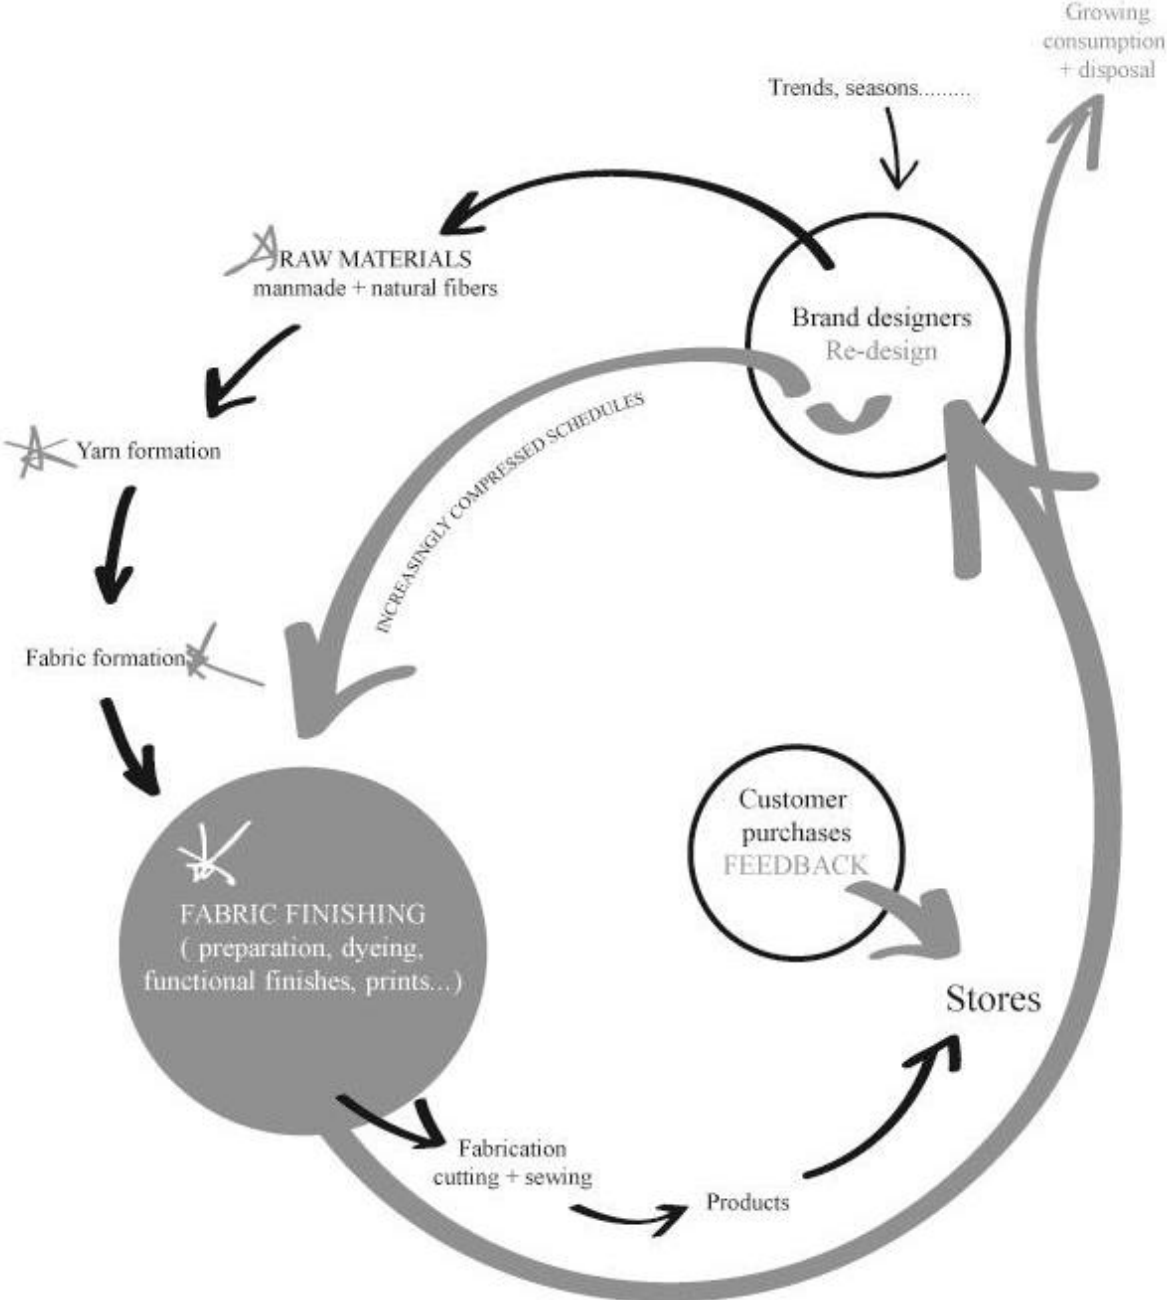 Growing
consumption
+ disposal
Trends, seasons.........
RAW MATERIALS
manmade + natural fibers
Brand designers
Re-design
INCREASINGLY COMPRESSED SCHEDULES
Yarn formation
Fabric formation
Customer
purchases
FEEDBACK
FABRIC FINISHING
( preparation, dyeing,
functional finishes, prints...)
Stores
Fabrication
cutting + sewing
Products